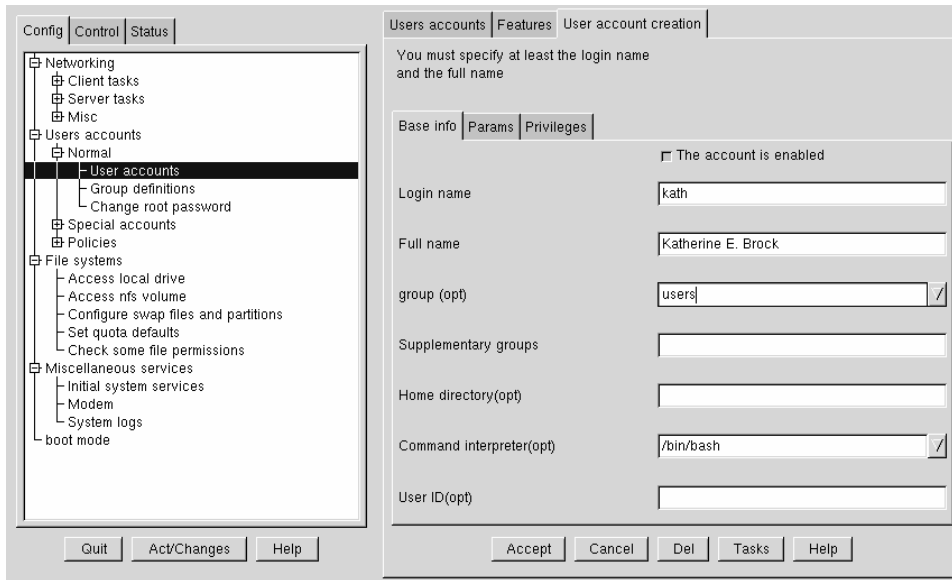 Config Control Status
Networking
Client tasks
Server tasks
Misc
Users accounts
Normal
User accounts
Group definitions
Change root password
Special accounts
Policies
File systems
Access local drive
Access nfs volume
Configure swap files and partitions
Set quota defaults
Check some file permissions
Miscellaneous services
Initial system services
Modem
System logs
boot mode
Quit Act/Changes Help
Users accounts Features User account creation
You must specify at least the login name
and the full name
Base info Params Privileges
The account is enabled
Login name kath
Full name Katherine E. Brock
group (opt) users
Supplementary groups
Home directory(opt)
Command interpreter(opt) /bin/bash
User ID(opt)
Accept Cancel Del Tasks Help